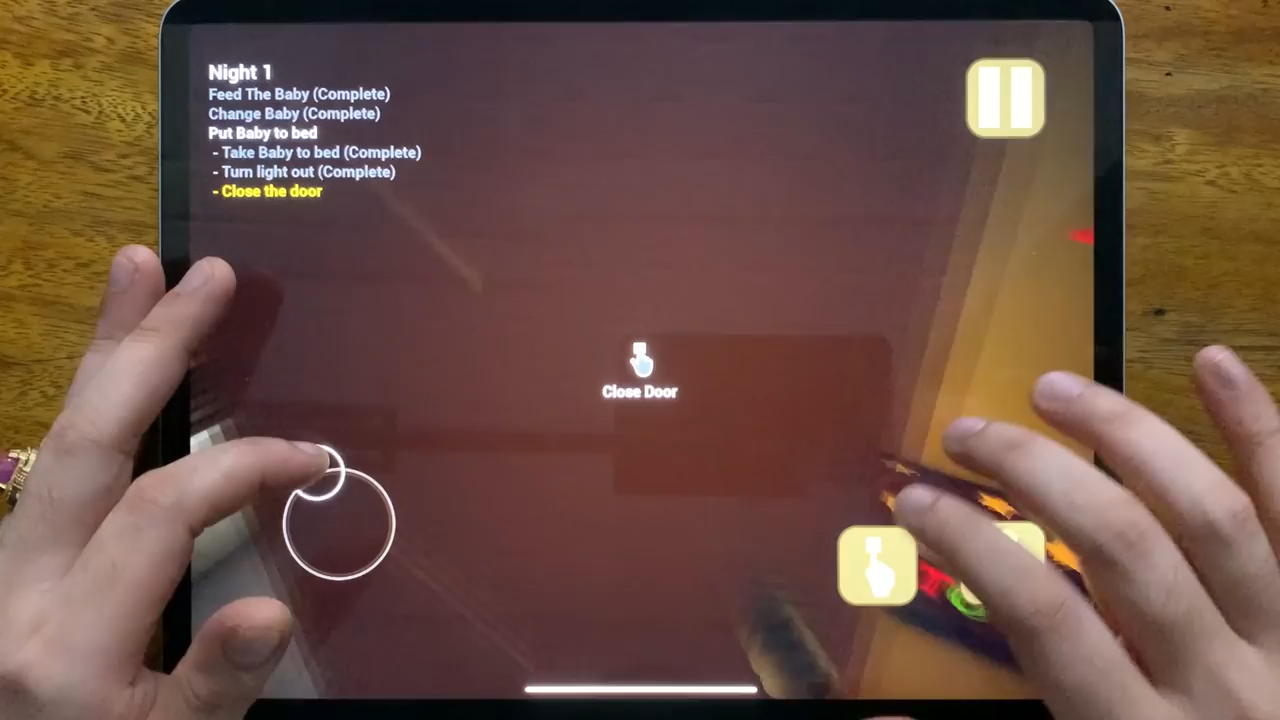 Night 1
Feed The Baby (Complete)
Change Baby (Complete)
Put Baby to bed
- Take Baby to bed (Complete)
- Turn light out (Complete)
- Close the door
Close Door